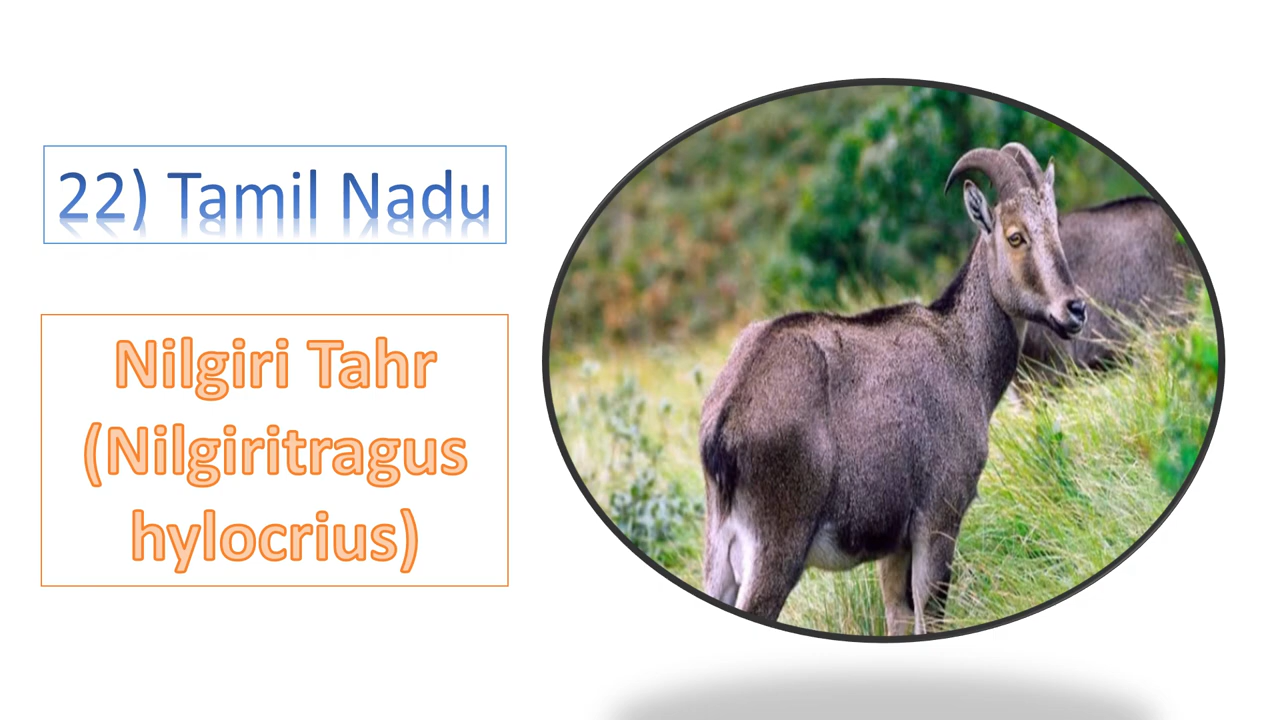 22) Tamil Nadu
Nilgiri Tahr
(Nilgiritragus
hylocrius)